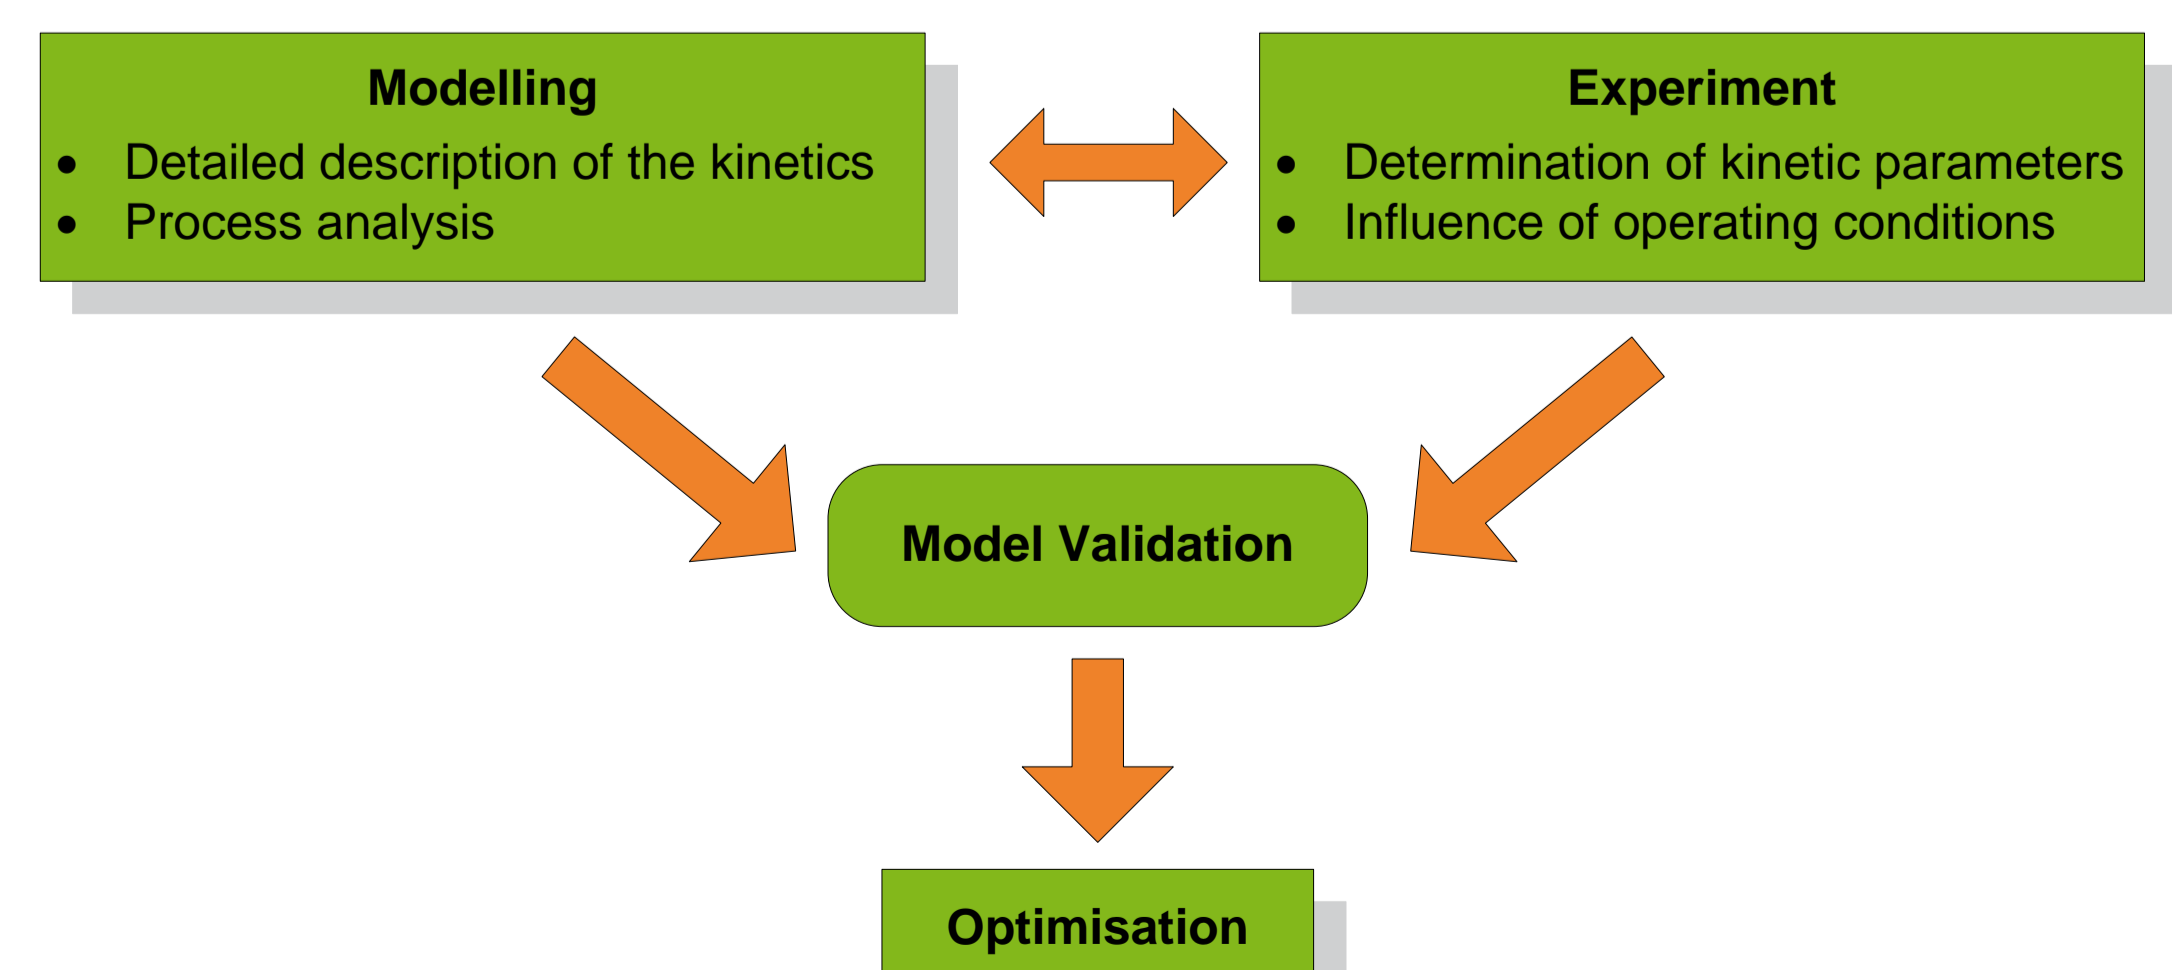 Modelling
• Detailed description of the kinetics
• Process analysis
Experiment
• Determination of kinetic parameters
• Influence of operating conditions
Model Validation
Optimisation